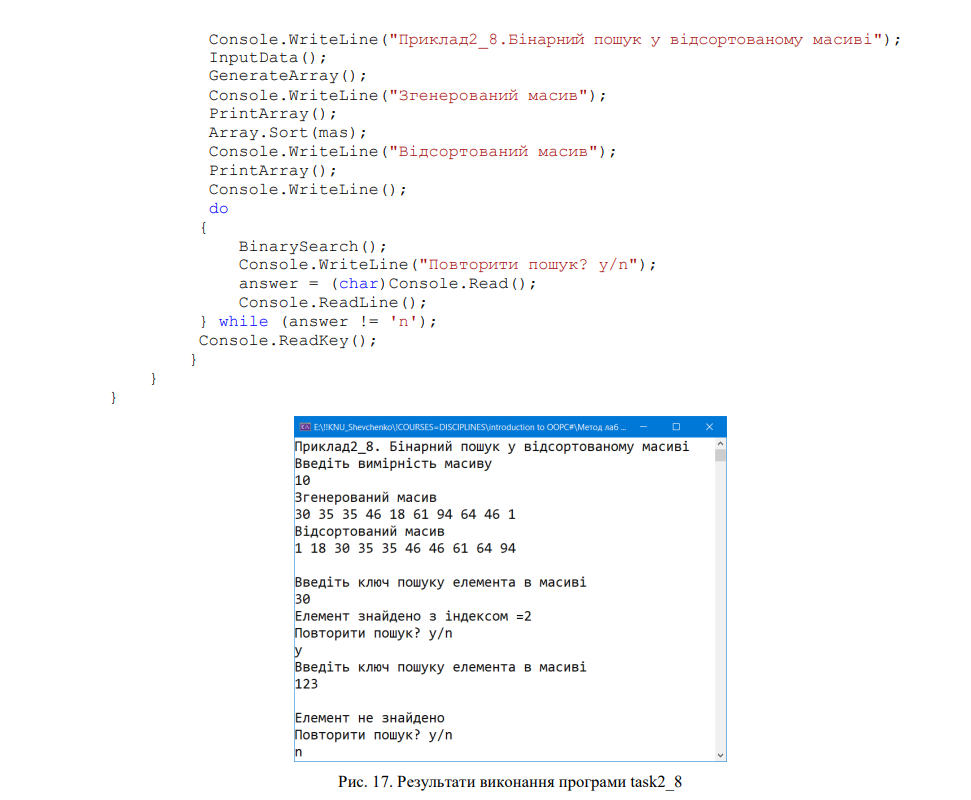 Console.WriteLine("Приклад2_8.Бінарний пошук у відсортованому масиві");
InputData();
GenerateArray();
Console.WriteLine("Згенерований масив");
PrintArray();
Array.Sort(mas);
Console.WriteLine("Відсортований масив");
PrintArray();
Console.WriteLine();
do
{
BinarySearch();
Console.WriteLine("Повторити пошук? y/n");
answer = (char)Console.Read();
Console.ReadLine();
} while (answer != 'n');
Console.ReadKey();
}
}
}
E:\!!KNU_Shevchenko\!COURSES=DISCIPLINES\introduction to OOPC#\Метод лаб ...
Приклад2_8. Бінарний пошук у відсортованому масиві
Введіть вимірність масиву
10
Згенерований масив
30 35 35 46 18 61 94 64 46 1
Відсортований масив
1 18 30 35 35 46 46 61 64 94
Введіть ключ пошуку елемента в масиві
30
Елемент знайдено з індексом =2
Повторити пошук? y/n
y
Введіть ключ пошуку елемента в масиві
123
Елемент не знайдено
Повторити пошук? y/n
n
Рис. 17. Результати виконання програми task2_8